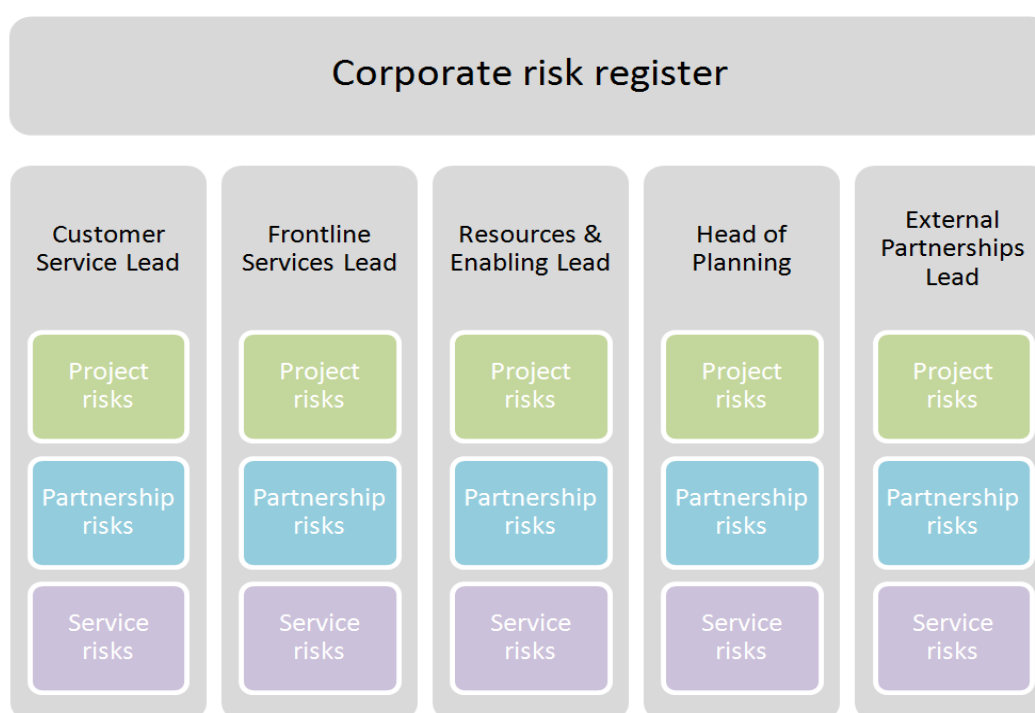 Corporate risk register
Customer
Service Lead
Project
risks
Partnership
risks
Service
risks
Frontline
Services Lead
Project
risks
Partnership
risks
Service
risks
Resources &
Enabling Lead
Project
risks
Partnership
risks
Service
risks
Head of
Planning
Project
risks
Partnership
risks
Service
risks
External
Partnerships
Lead
Project
risks
Partnership
risks
Service
risks